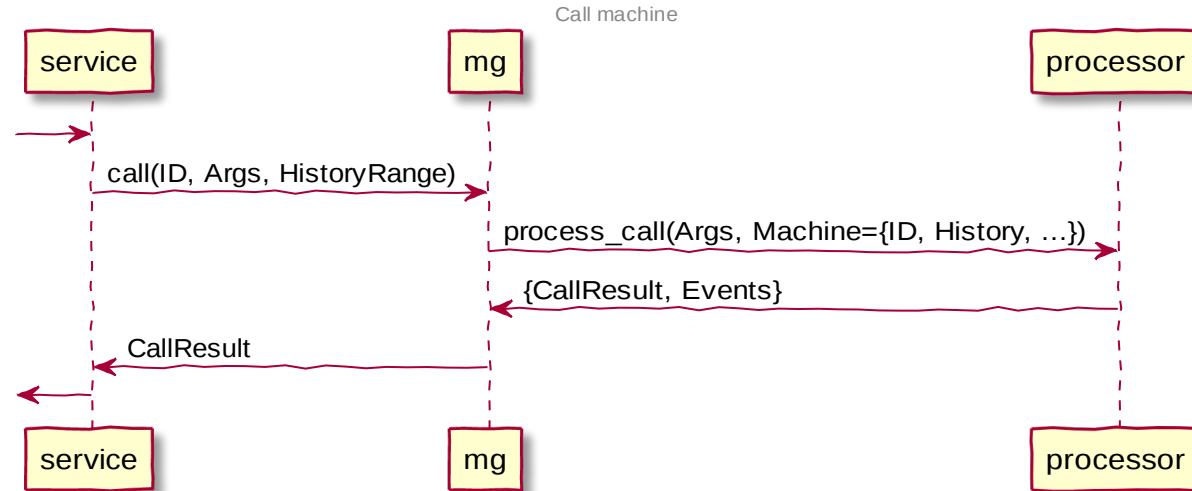 Call machine
service mg processor
call(ID, Args, HistoryRange)
process_call(Args, Machine={ID, History, ...})
{CallResult, Events}
CallResult
service mg processor